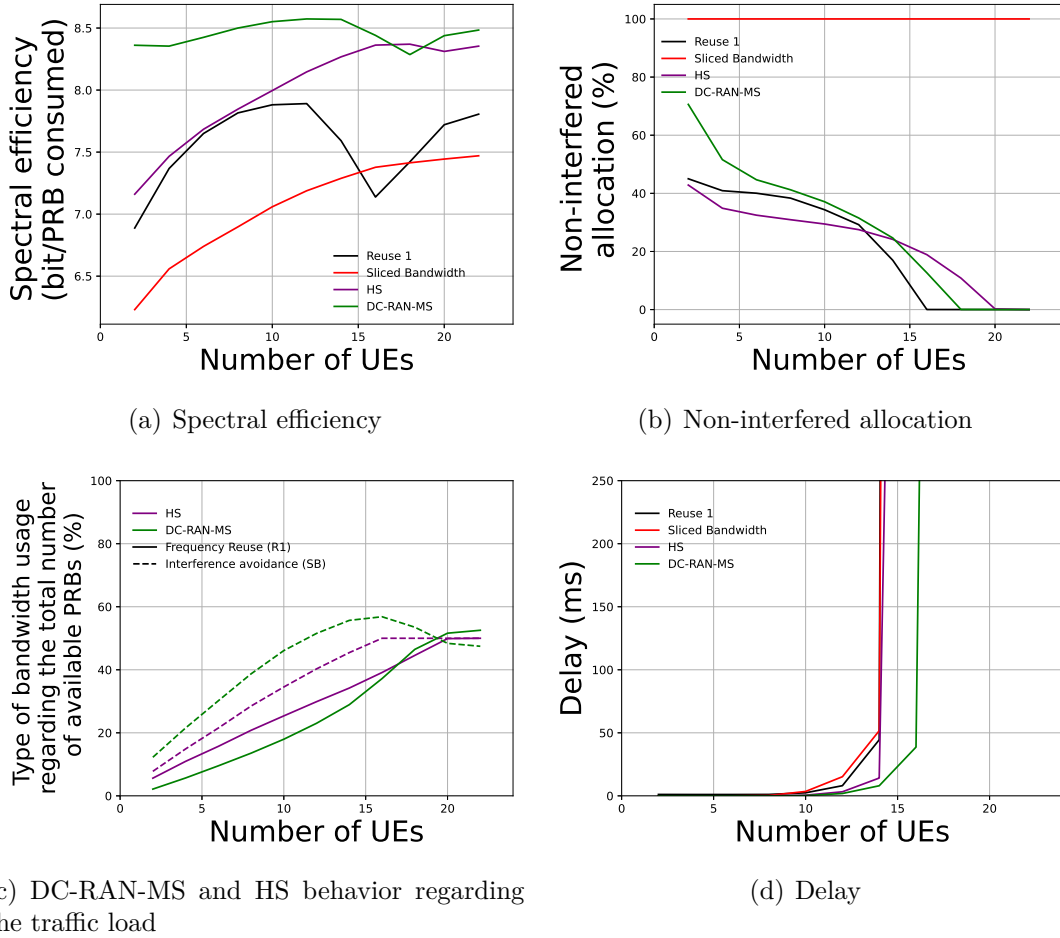 Spectral efficiency
(bit/PRB consumed)
8.5
8.0
7.5
7.0
6.5
0
5
10
15
20
Reuse 1
Sliced Bandwidth
HS
DC-RAN-MS
Number of UEs
(a) Spectral efficiency
Non-interfered
allocation (%)
100
80
60
40
20
0
0
5
10
15
20
Reuse 1
Sliced Bandwidth
HS
DC-RAN-MS
Number of UEs
(b) Non-interfered allocation
Type of bandwidth usage
regarding the total number
of available PRBs (%)
100
80
60
40
20
0
0
5
10
15
20
HS
DC-RAN-MS
Frequency Reuse (R1)
Interference avoidance (SB)
Number of UEs
c) DC-RAN-MS and HS behavior regarding
he traffic load
Delay (ms)
250
200
150
100
50
0
0
5
10
15
20
Reuse 1
Sliced Bandwidth
HS
DC-RAN-MS
Number of UEs
(d) Delay